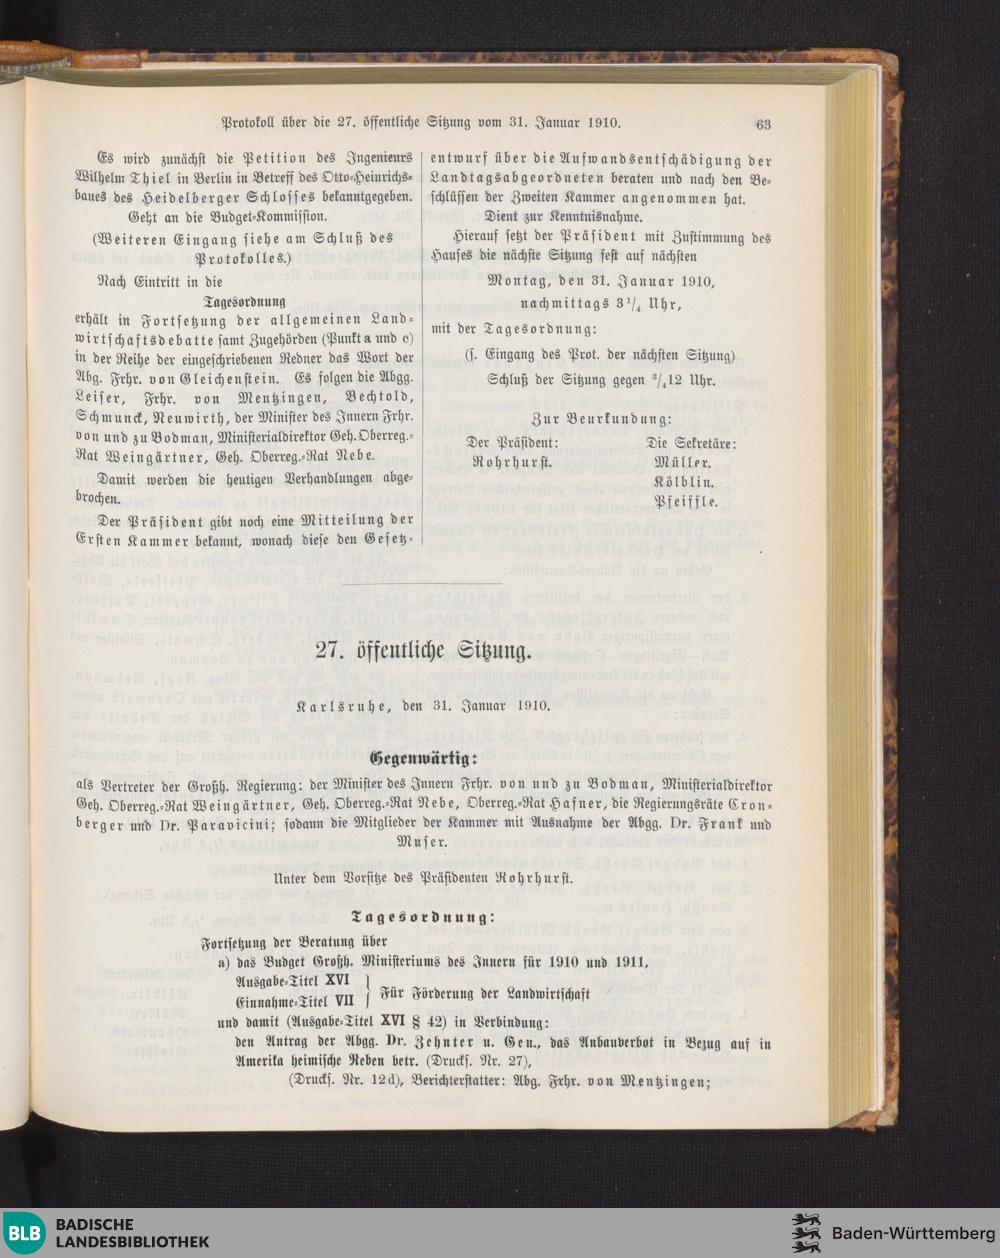 Protokoll über die 27. öffentliche Sitzung vom 31. Januar 1910.
63
Es wird zunächst die Petition des Ingenieurs
Wilhelm Thiel in Berlin in Betreff des Otto-Heinrichs-
baues des Heidelberger Schlosses bekanntgegeben.
Geht an die Budget-Kommission.
(Weiteren Eingang siehe am Schluß des
Protokolles.)
Nach Eintritt in die
Tagesordnung
erhält in Fortsetzung der allgemeinen Land-
wirtschaftsdebatte samt Zugehörden (Punkt a und c)
in der Reihe der eingeschriebenen Redner das Wort der
Abg. Frhr. von Gleichenstein. Es folgen die Abgg.
Leiser, Frhr. von Mentzingen, Bechtold,
Schmunck, Neuwirth, der Minister des Innern Frhr.
von und zu Bodman, Ministerialdirektor Geh. Oberreg.-
Rat Weingärtner, Geh. Oberreg.-Rat Nebe.
Damit werden die heutigen Verhandlungen abge-
brochen.
Der Präsident gibt noch eine Mitteilung der
Ersten Kammer bekannt, wonach diese den Gesetz-
entwurf über die Aufwandsentschädigung der
Landtagsabgeordneten beraten und nach den Be-
schlüssen der Zweiten Kammer angenommen hat.
Dient zur Kenntnisnahme.
Hierauf setzt der Präsident mit Zustimmung des
Hauses die nächste Sitzung fest auf nächsten
Montag, den 31. Januar 1910,
nachmittags 3 1/4 Uhr,
mit der Tagesordnung:
(s. Eingang des Prot. der nächsten Sitzung)
Schluß der Sitzung gegen 3/4 12 Uhr.
Zur Beurkundung:
Der Präsident:
Rohrhurst.
Die Sekretäre:
Müller.
Kölblin.
Pfeiffle.
27. öffentliche Sitzung.
Karlsruhe, den 31. Januar 1910.
Gegenwärtig:
als Vertreter der Großh. Regierung: der Minister des Innern Frhr. von und zu Bodman, Ministerialdirektor
Geh. Oberreg.-Rat Weingärtner, Geh. Oberreg.-Rat Nebe, Oberreg.-Rat Hafner, die Regierungsräte Cron-
berger und Dr. Paravicini; sodann die Mitglieder der Kammer mit Ausnahme der Abgg. Dr. Frank und
Muser.
Unter dem Vorsitze des Präsidenten Rohrhurst.
Tagesordnung:
Fortsetzung der Beratung über
a) das Budget Großh. Ministeriums des Innern für 1910 und 1911,
Ausgabe-Titel XVI
Einnahme-Titel VII } Für Förderung der Landwirtschaft
und damit (Ausgabe-Titel XVI § 42) in Verbindung:
den Antrag der Abgg. Dr. Zehnter u. Gen., das Anbauverbot in Bezug auf in
Amerika heimische Reben betr. (Drucks. Nr. 27),
(Drucks. Nr. 12d), Berichterstatter: Abg. Frhr. von Mentzingen;
BLB
BADISCHE
LANDESBIBLIOTHEK
Baden-Württemberg